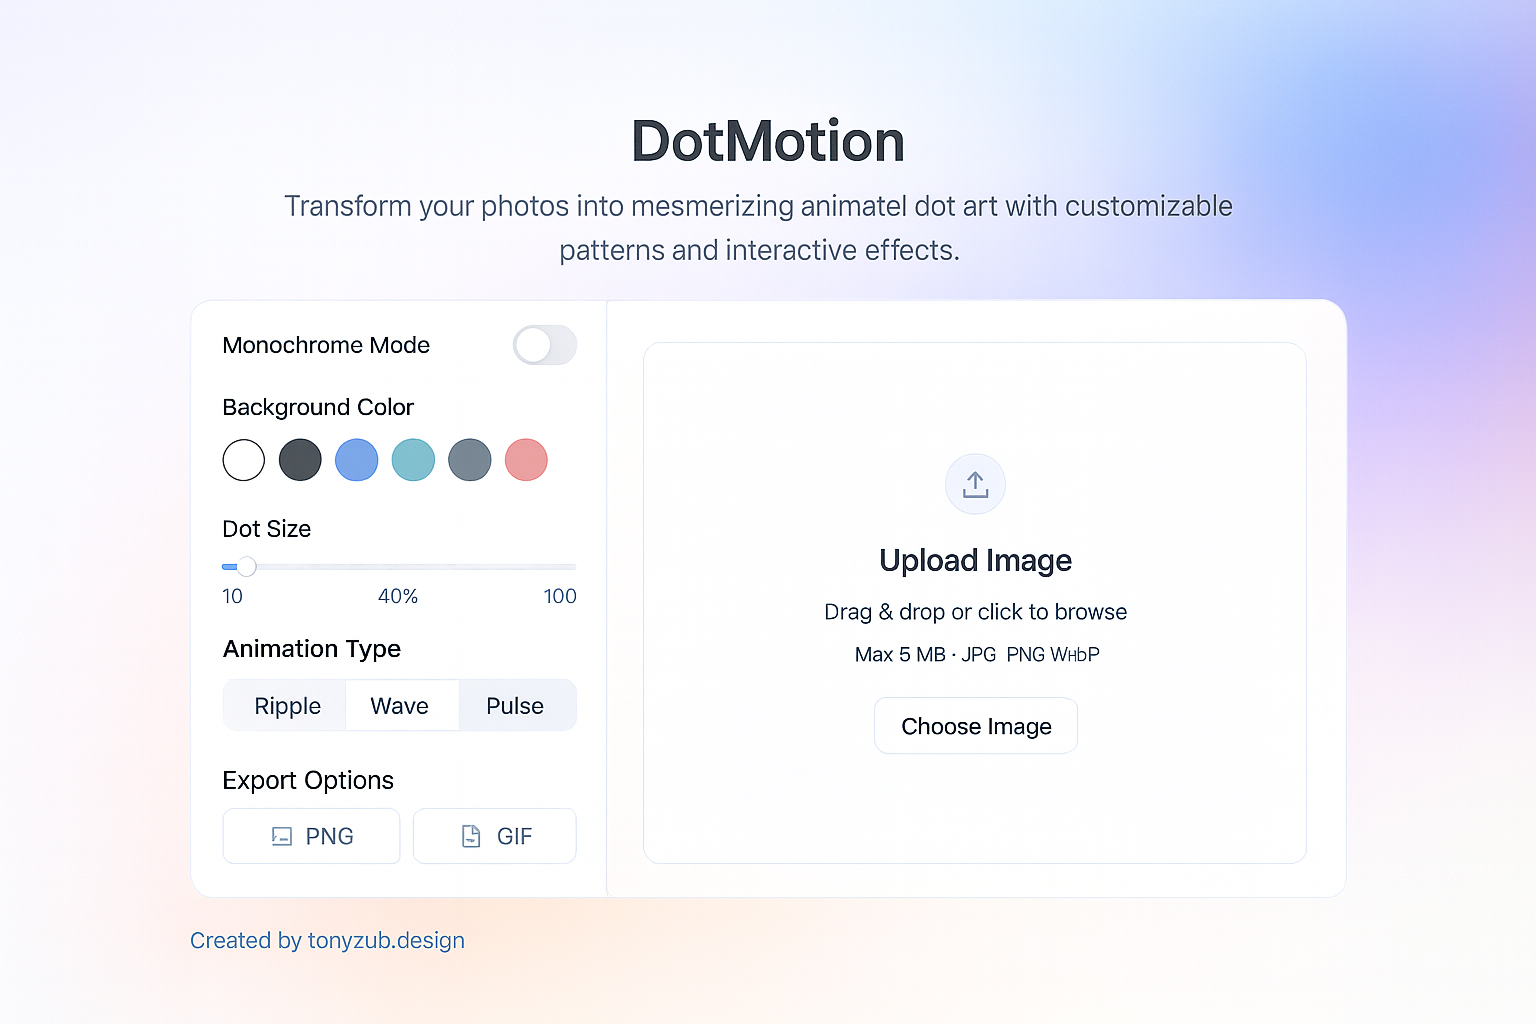 DotMotion
Transform your photos into mesmerizing animatel dot art with customizable
patterns and interactive effects.
Monochrome Mode
Background Color
Dot Size
10 40% 100
Animation Type
Ripple Wave Pulse
Export Options
PNG GIF
Upload Image
Drag & drop or click to browse
Max 5 MB · JPG PNG WHbP
Choose Image
Created by tonyzub.design